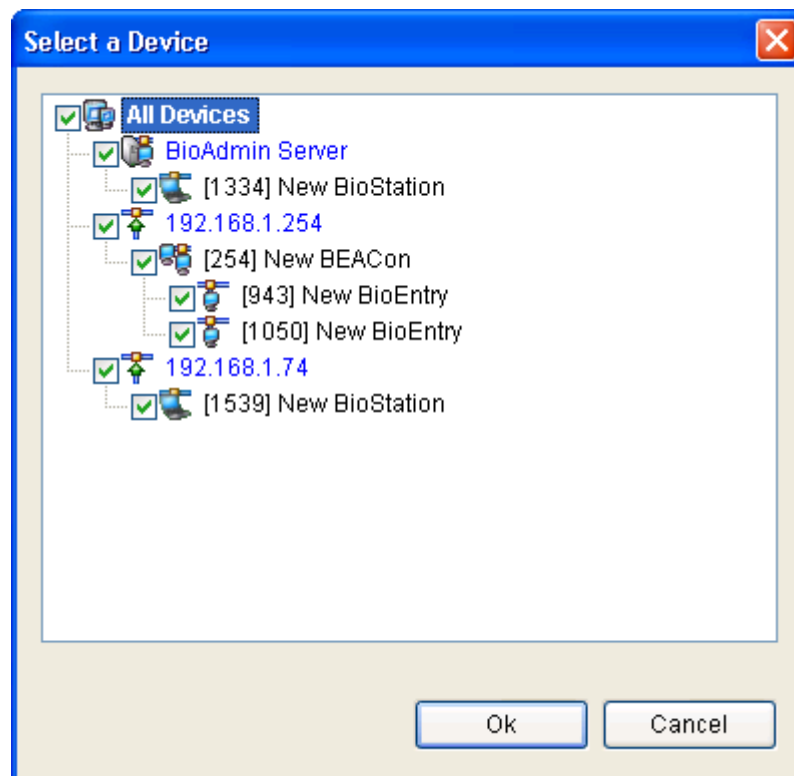 Select a Device
All Devices
BioAdmin Server
[1334] New BioStation
192.168.1.254
[254] New BEACon
[943] New BioEntry
[1050] New BioEntry
192.168.1.74
[1539] New BioStation
Ok Cancel